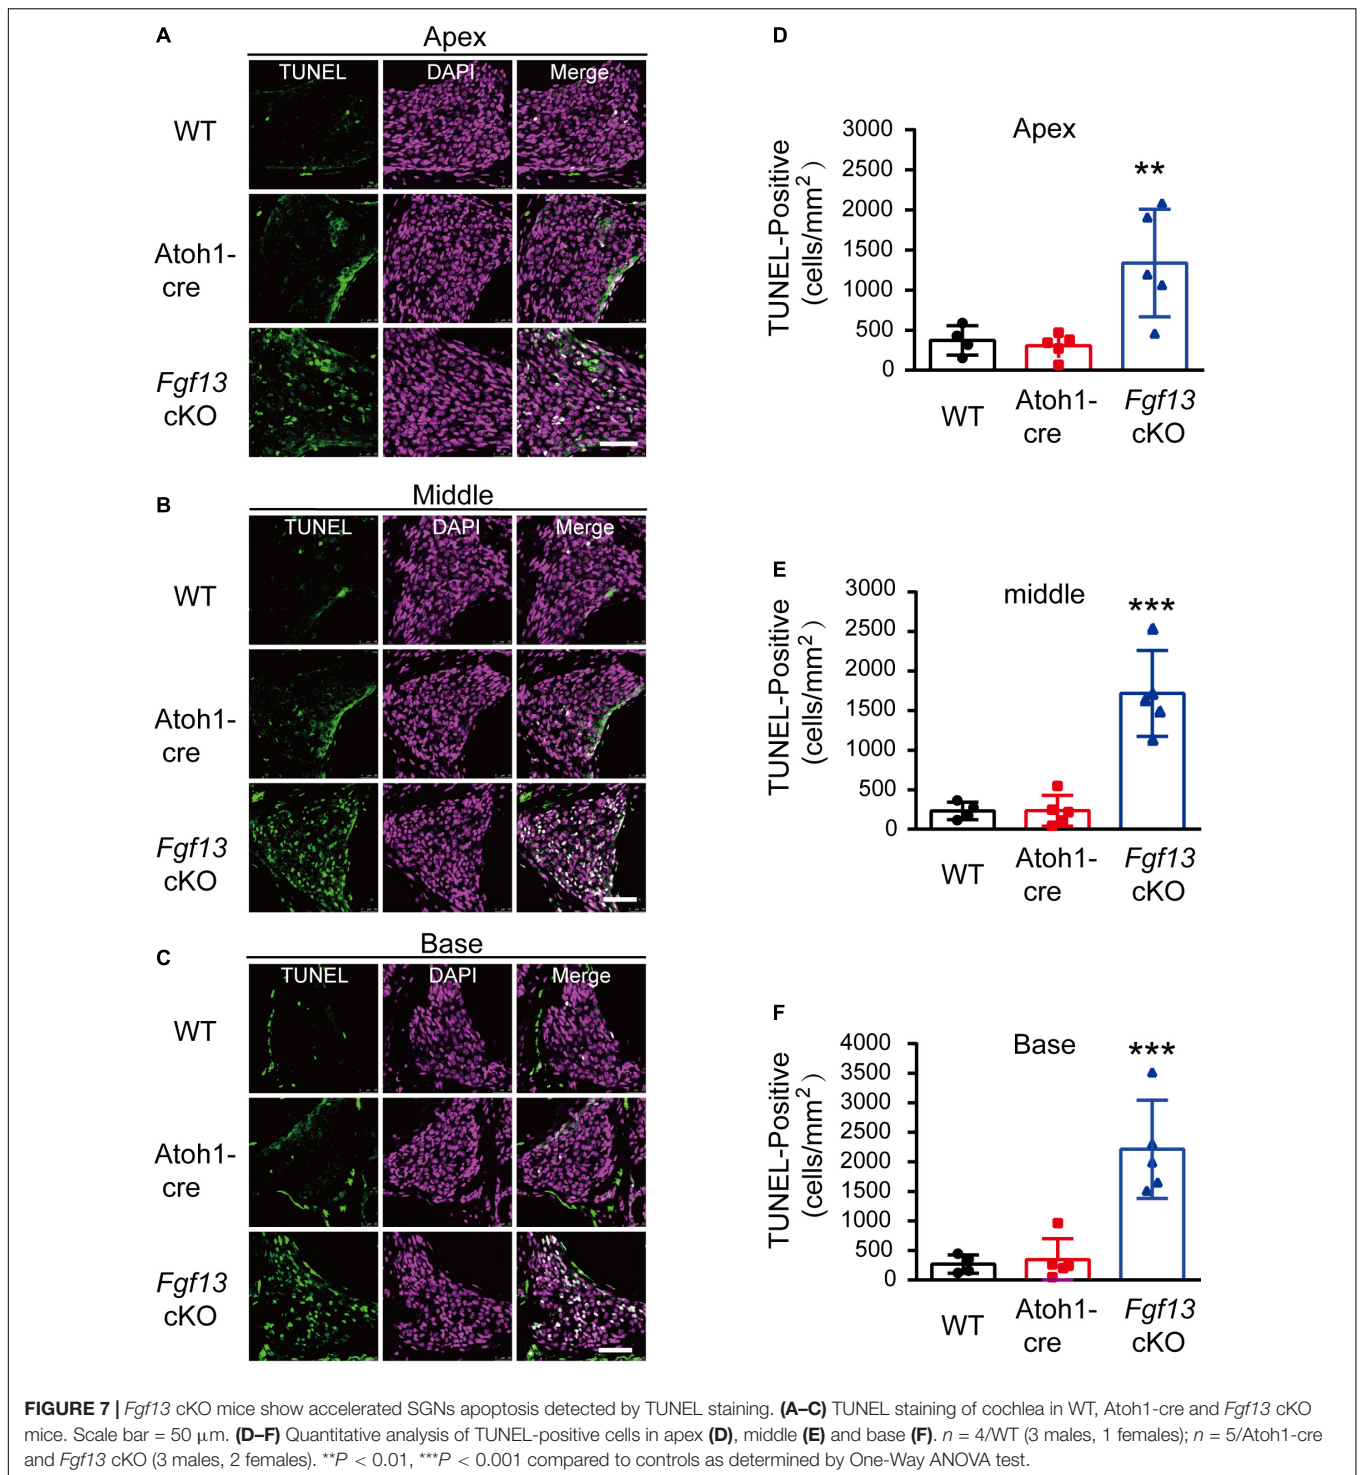 A
Apex
TUNEL DAPI Merge
WT
Atoh1-
cre
Fgf13
cKO
B
Middle
TUNEL DAPI Merge
WT
Atoh1-
cre
Fgf13
cKO
C
Base
TUNEL DAPI Merge
WT
Atoh1-
cre
Fgf13
cKO
D
Apex
TUNEL-Positive
(cells/mm²)
3000
2500
2000
1500
1000
500
0
**
WT Atoh1- Fgf13
cre cKO
E
middle
TUNEL-Positive
(cells/mm²)
3000
2500
2000
1500
1000
500
0
***
WT Atoh1- Fgf13
cre cKO
F
Base
TUNEL-Positive
(cells/mm²)
4000
3500
3000
2500
2000
1500
1000
500
0
***
WT Atoh1- Fgf13
cre cKO
FIGURE 7 | Fgf13 cKO mice show accelerated SGNs apoptosis detected by TUNEL staining. (A–C) TUNEL staining of cochlea in WT, Atoh1-cre and Fgf13 cKO
mice. Scale bar = 50 μm. (D–F) Quantitative analysis of TUNEL-positive cells in apex (D), middle (E) and base (F). n = 4/WT (3 males, 1 females); n = 5/Atoh1-cre
and Fgf13 cKO (3 males, 2 females). **P < 0.01, ***P < 0.001 compared to controls as determined by One-Way ANOVA test.